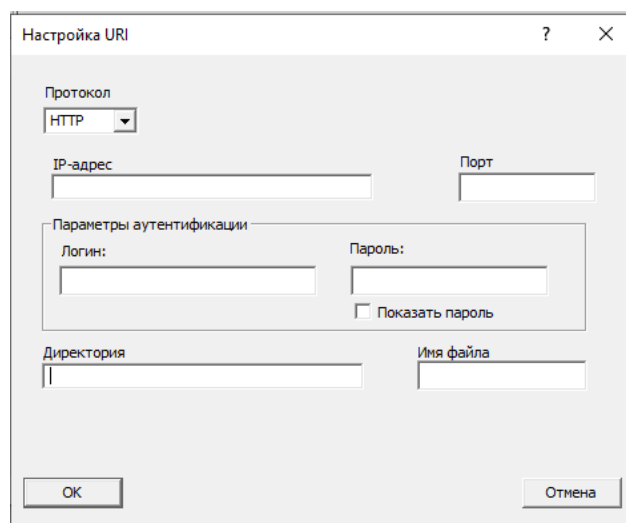 Настройка URI ?
Протокол
HTTP
IP-адрес Порт
Параметры аутентификации
Логин: Пароль:
Показать пароль
Директория Имя файла
OK Отмена